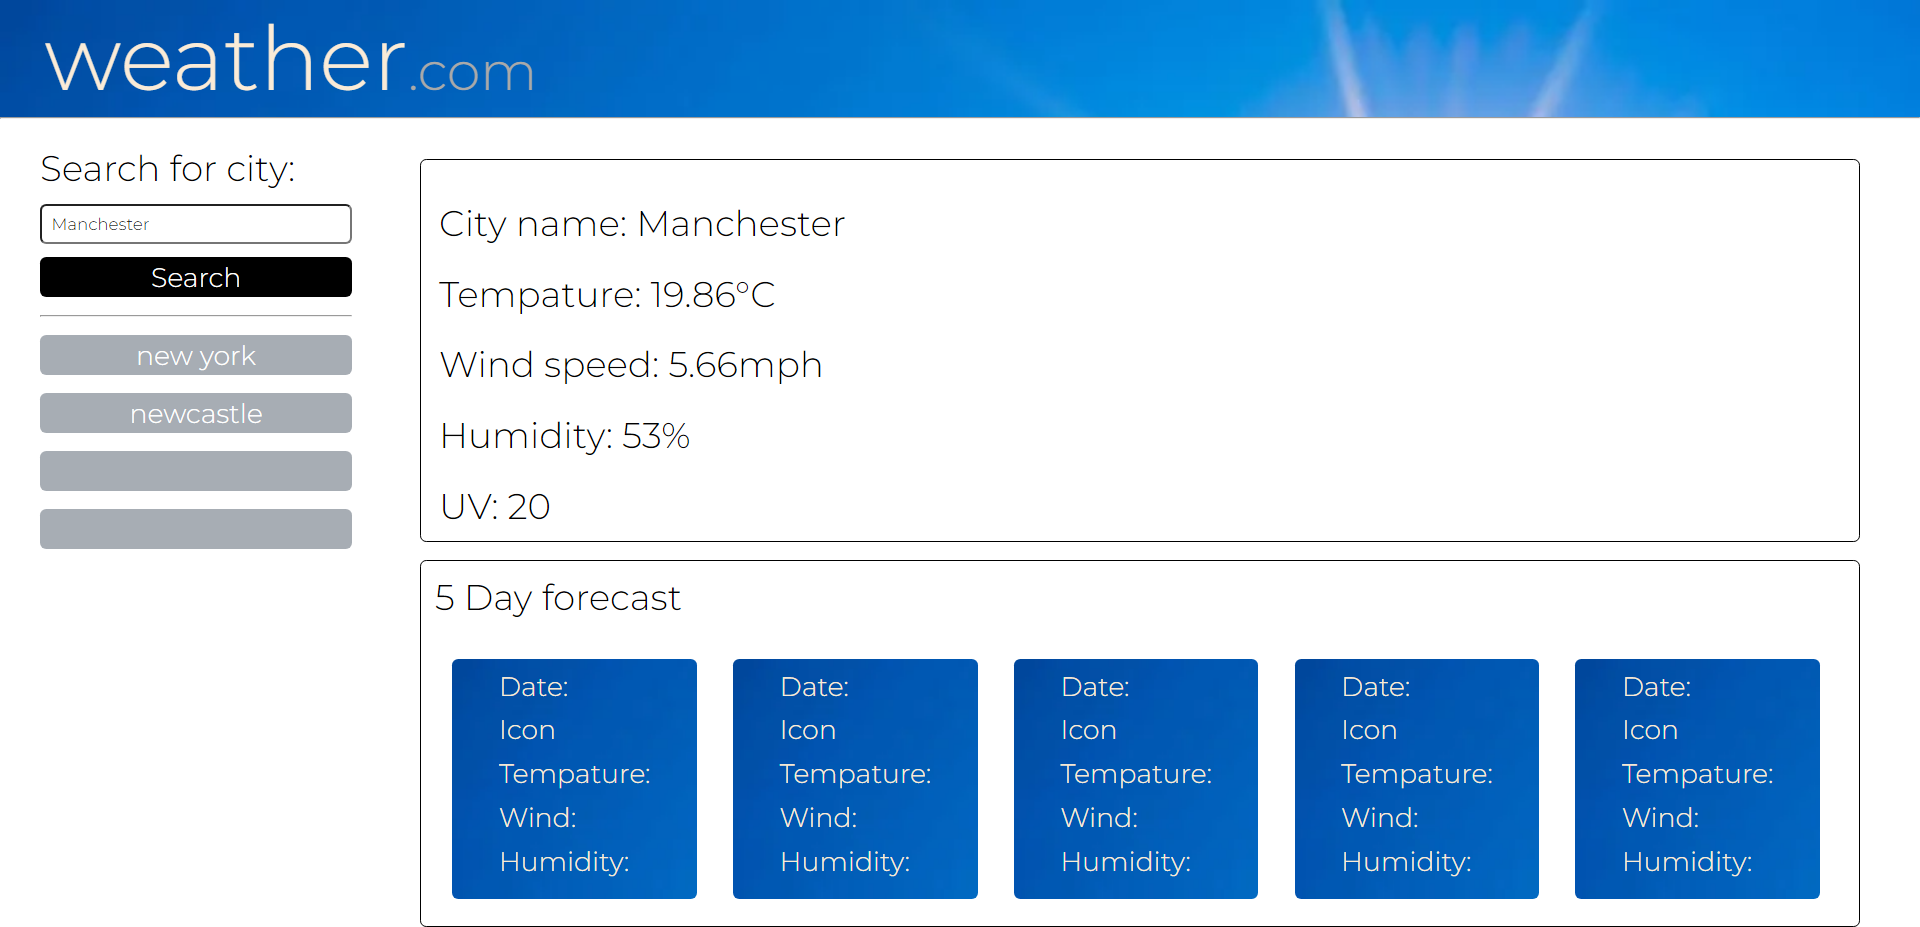 weather.com
Search for city:
Manchester
Search
new york
newcastle
City name: Manchester
Tempature: 19.86°C
Wind speed: 5.66mph
Humidity: 53%
UV: 20
5 Day forecast
Date:
Icon
Tempature:
Wind:
Humidity:
Date:
Icon
Tempature:
Wind:
Humidity:
Date:
Icon
Tempature:
Wind:
Humidity:
Date:
Icon
Tempature:
Wind:
Humidity:
Date:
Icon
Tempature:
Wind:
Humidity: